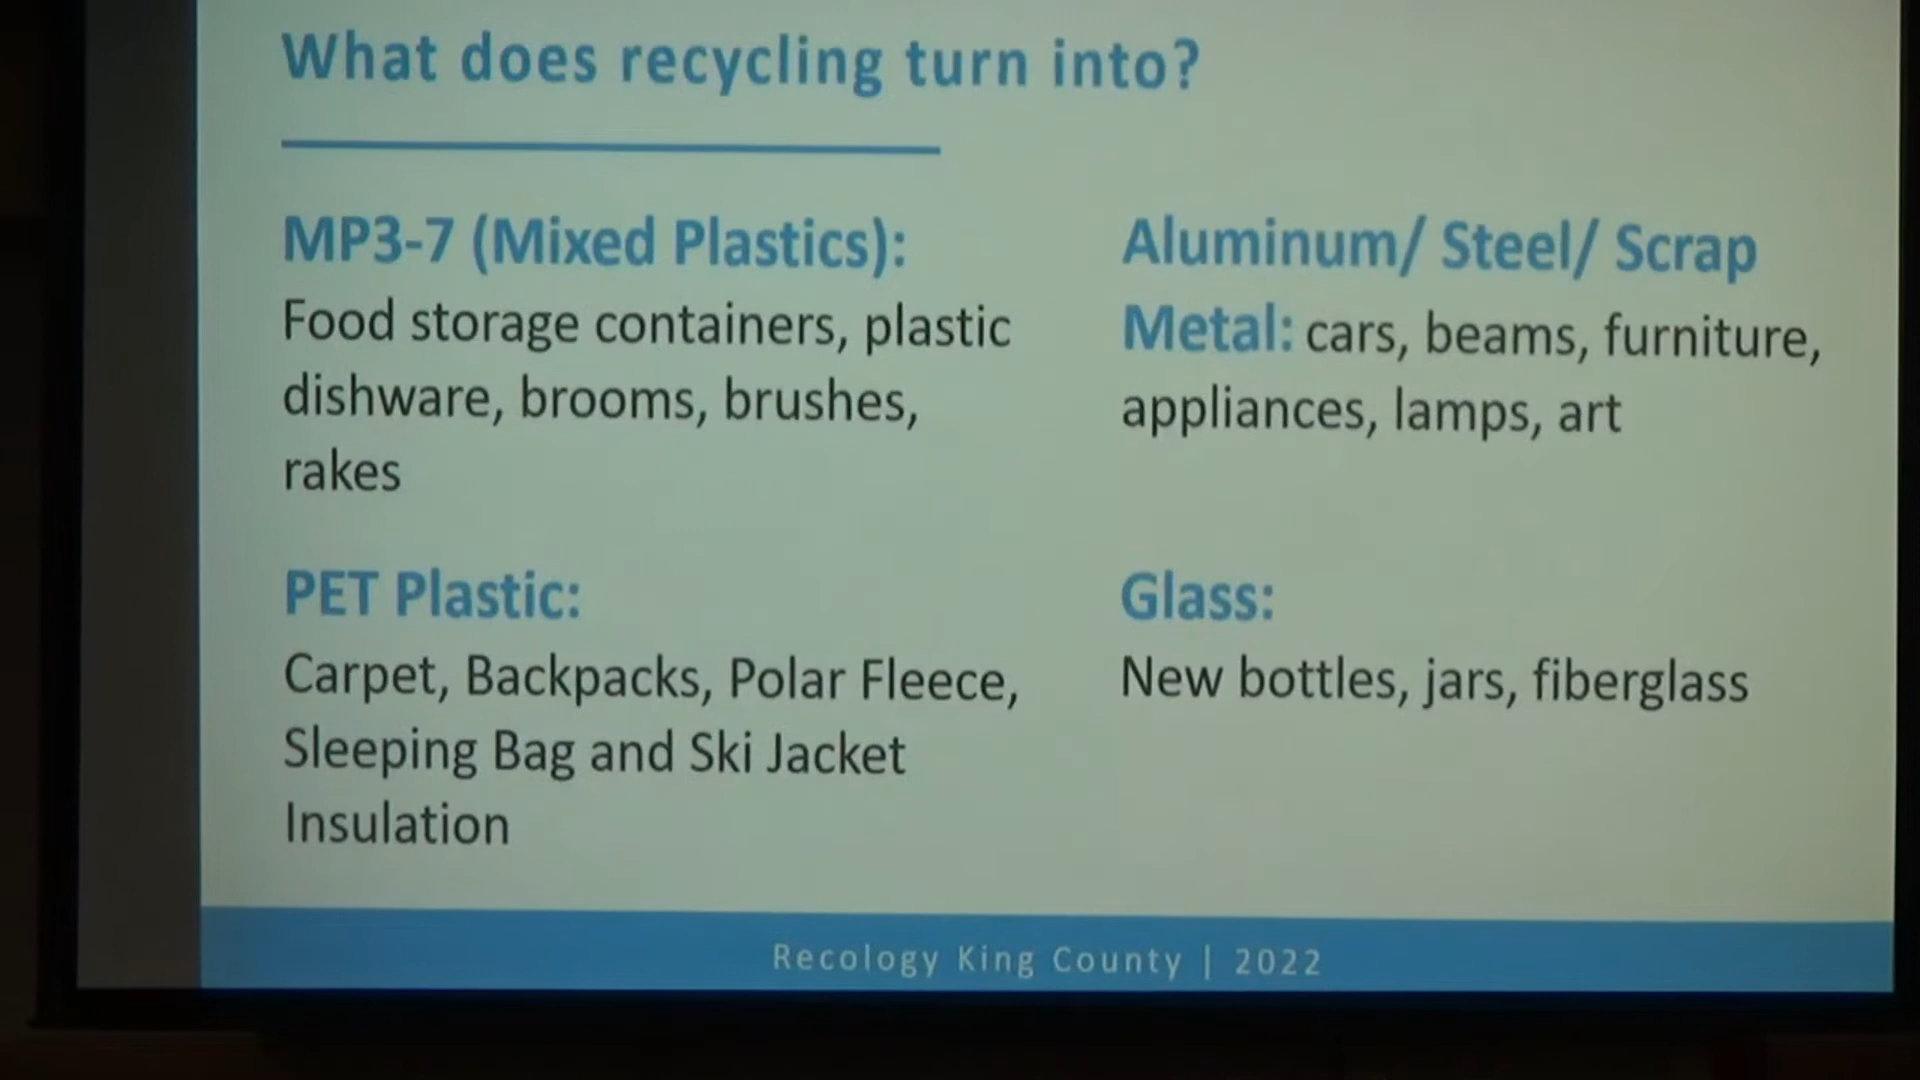 What does recycling turn into?
MP3-7 (Mixed Plastics):
Food storage containers, plastic
dishware, brooms, brushes,
rakes
PET Plastic:
Carpet, Backpacks, Polar Fleece,
Sleeping Bag and Ski Jacket
Insulation
Aluminum/ Steel/ Scrap
Metal: cars, beams, furniture,
appliances, lamps, art
Glass:
New bottles, jars, fiberglass
Recology King County | 2022